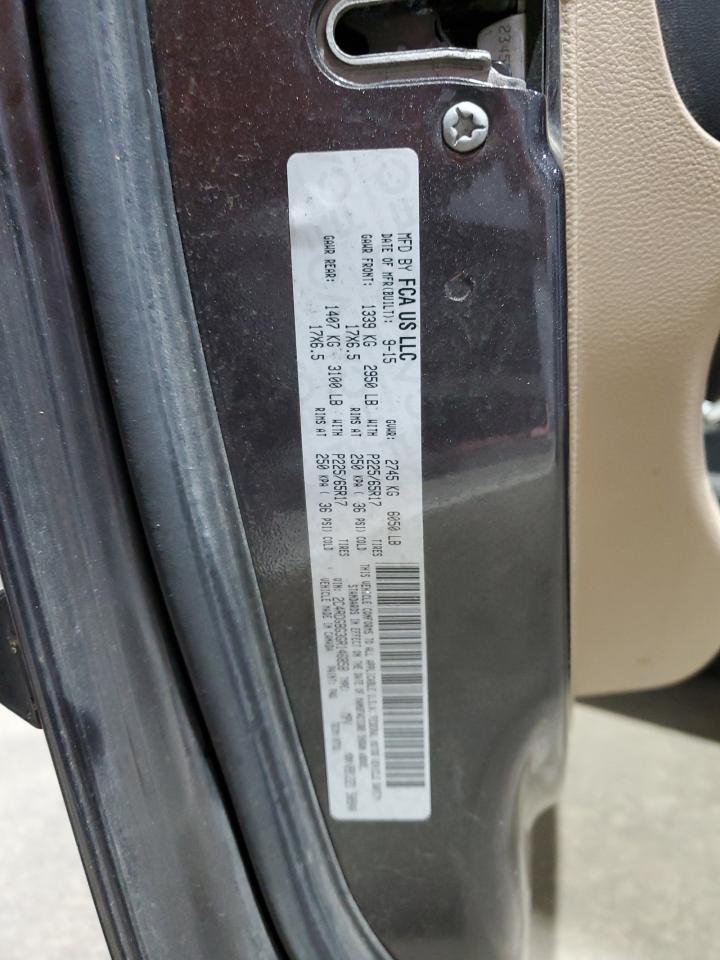 MFD BY FCA US LLC
DATE OF MFR(BUILT): 9-15 GVWR: 2745 KG 6050 LB
GAWR FRONT: 1339 KG 2950 LB WITH P225/65R17 TIRES
17X6.5 RIMS AT 250 KPA ( 36 PSI) COLD
GAWR REAR: 1407 KG 3100 LB WITH P225/65R17 TIRES
17X6.5 RIMS AT 250 KPA ( 36 PSI) COLD
THIS VEHICLE CONFORMS TO ALL APPLICABLE U.S.A. FEDERAL MOTOR VEHICLE SAFETY
STANDARDS IN EFFECT ON THE DATE OF MANUFACTURE SHOWN ABOVE.
VIN: TYPE: MPV
VEHICLE MADE IN CANADA PAINT: